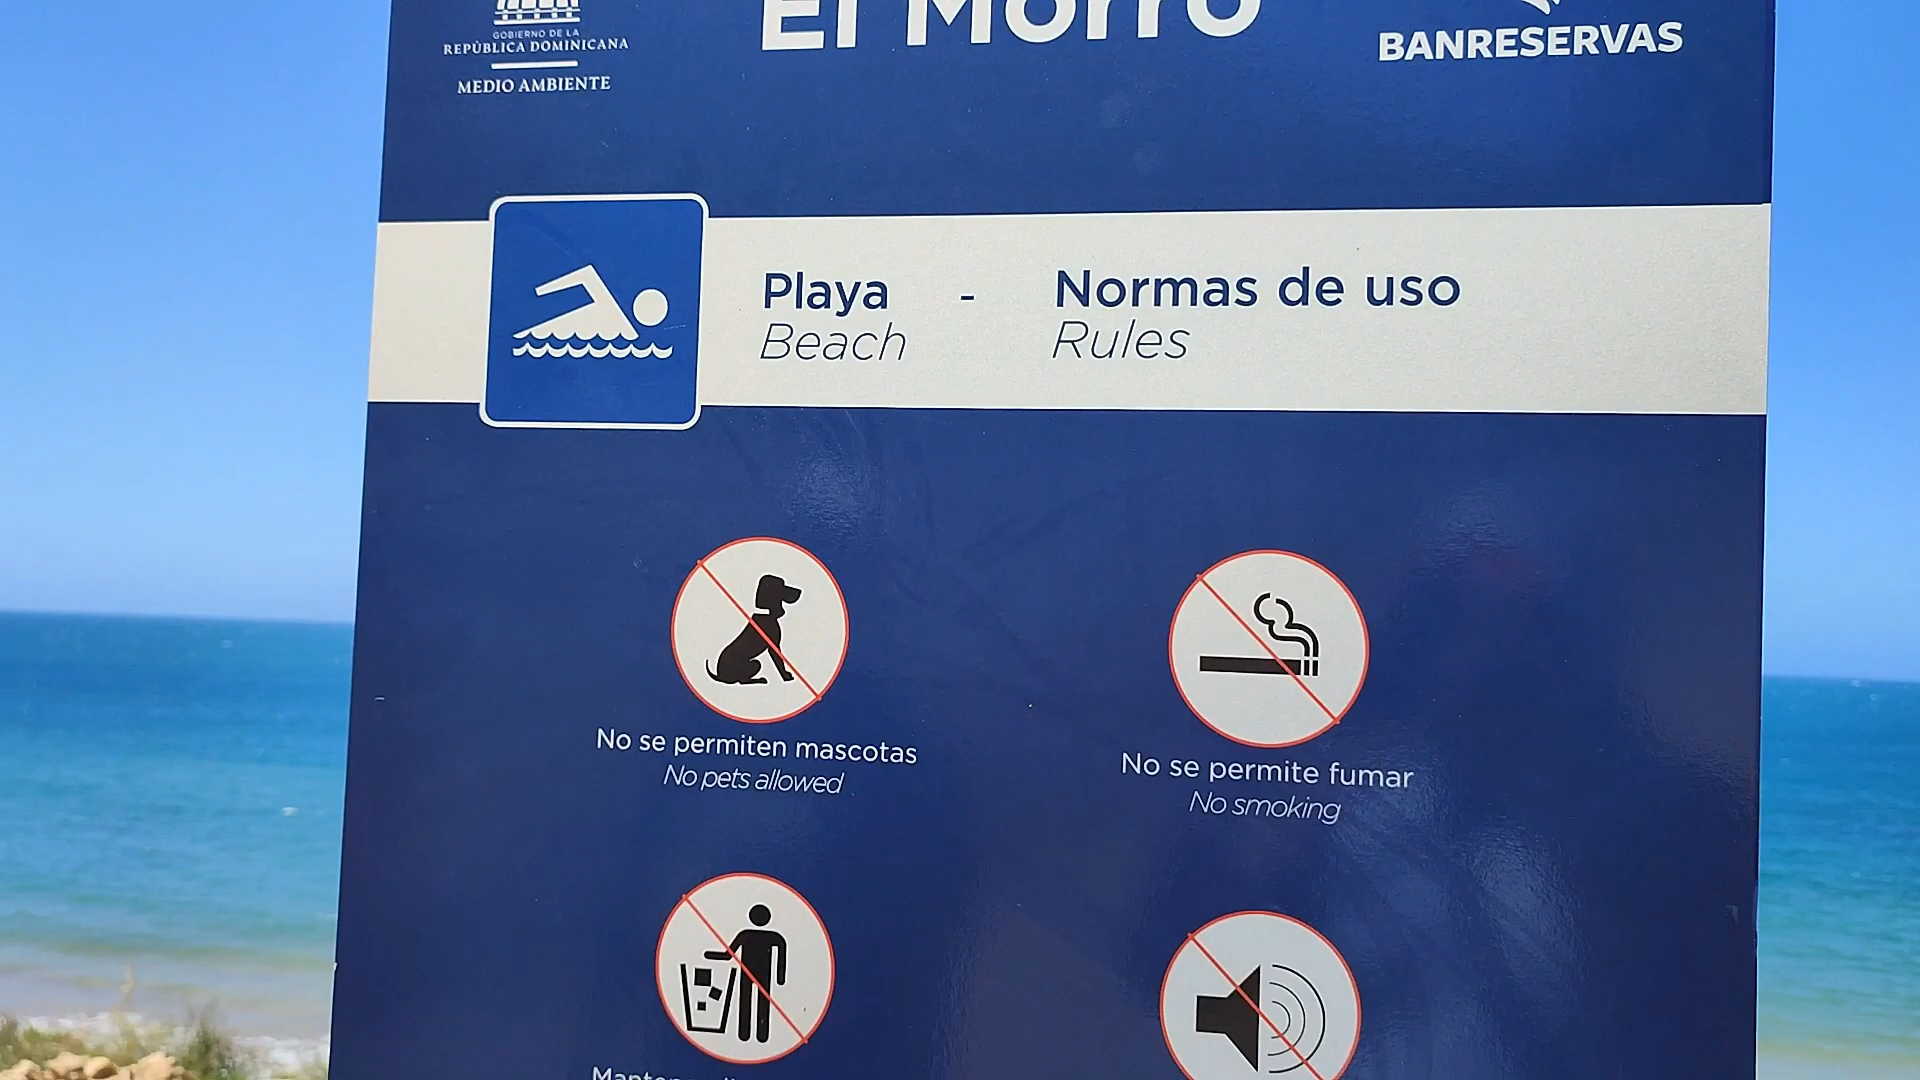 El Morro
GOBIERNO DE LA
REPÚBLICA DOMINICANA
MEDIO AMBIENTE
BANRESERVAS
Playa - Normas de uso
Beach Rules
No se permiten mascotas
No pets allowed
No se permite fumar
No smoking